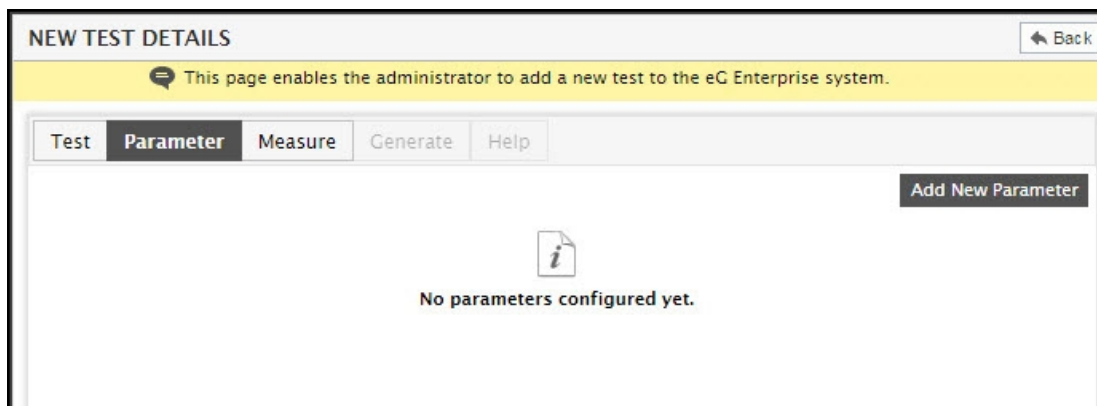 NEW TEST DETAILS
Back
This page enables the administrator to add a new test to the eG Enterprise system.
Test Parameter Measure Generate Help
Add New Parameter
i
No parameters configured yet.